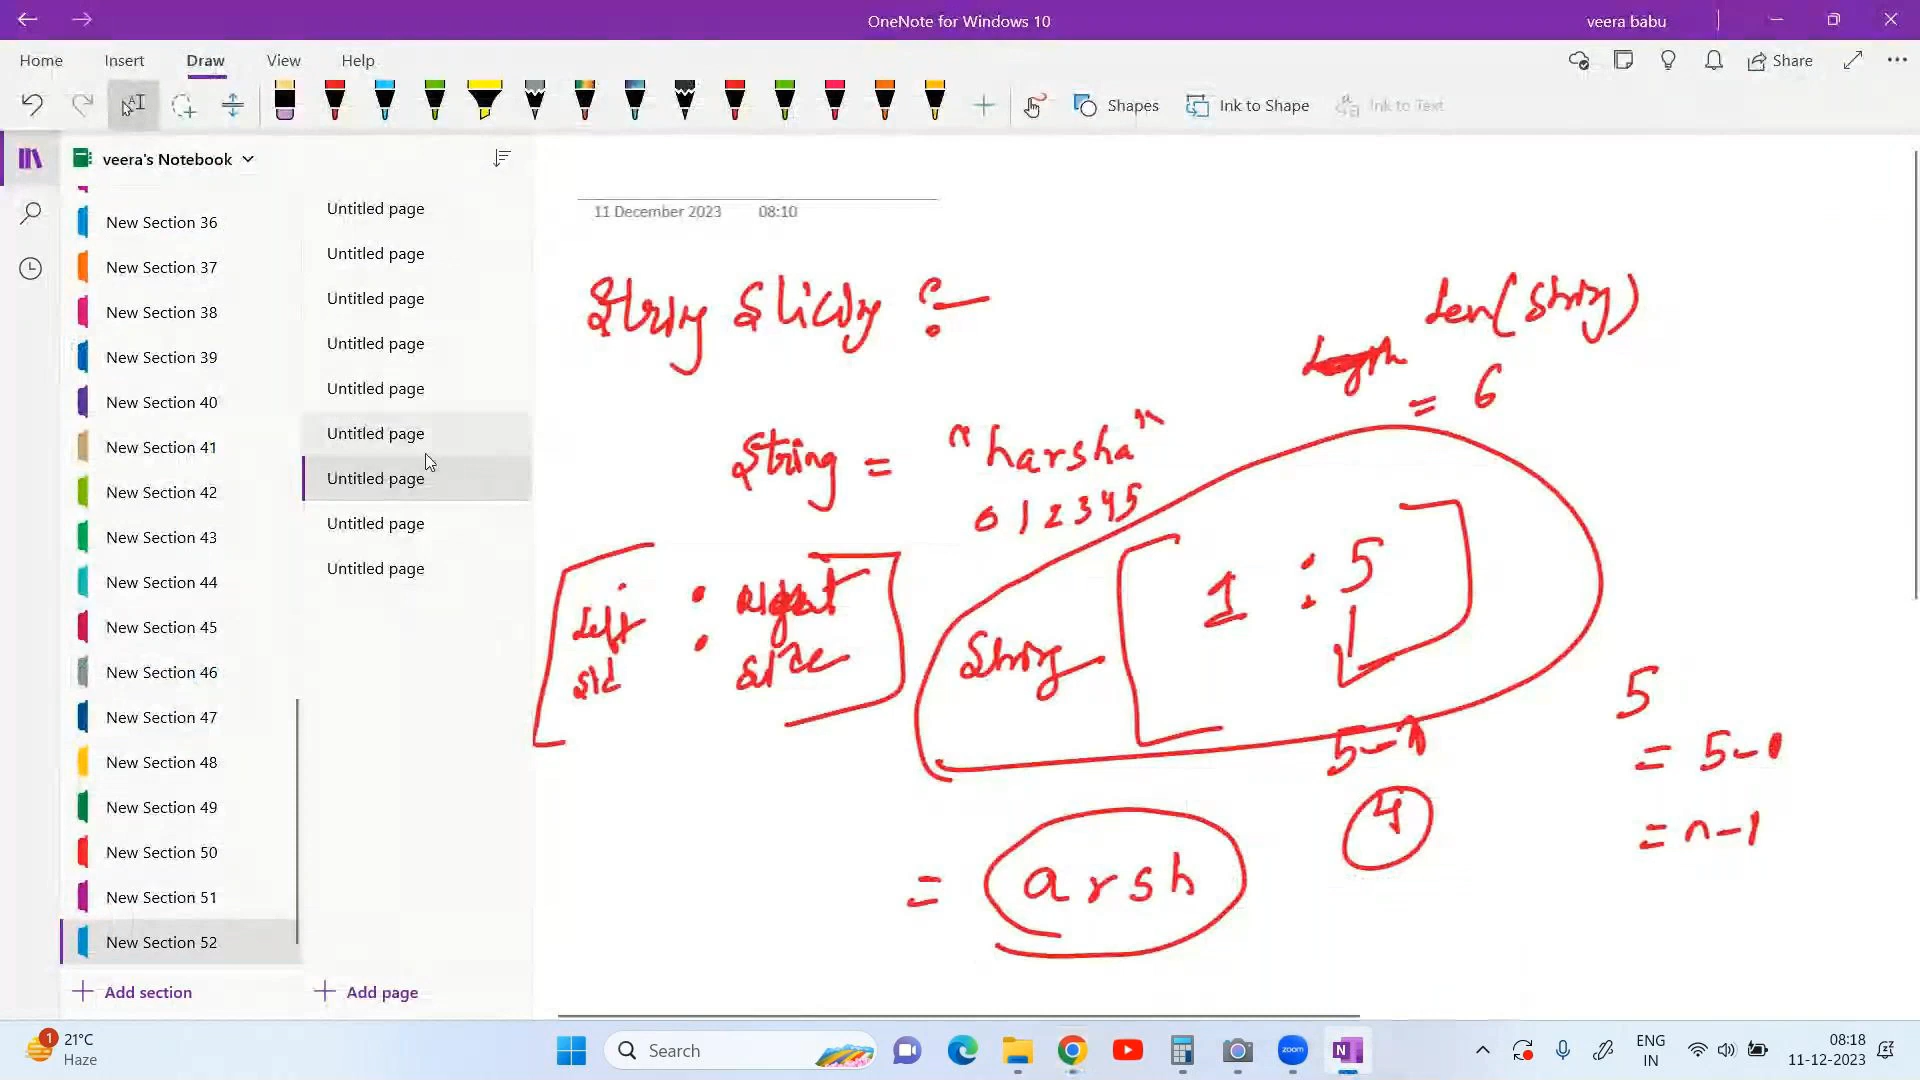 OneNote for Windows 10
veera babu
Home Insert Draw View Help
Share
Shapes
Ink to Shape
Ink to Text
veera's Notebook
New Section 36
New Section 37
New Section 38
New Section 39
New Section 40
New Section 41
New Section 42
New Section 43
New Section 44
New Section 45
New Section 46
New Section 47
New Section 48
New Section 49
New Section 50
New Section 51
New Section 52
Add section
Untitled page
Untitled page
Untitled page
Untitled page
Untitled page
Untitled page
Untitled page
Untitled page
Untitled page
Add page
11 December 2023 08:10
String Slicing :-
len(string)
length
= 6
String = "harsha"
0 1 2 3 4 5
[left : right
sid side]
String [1 : 5]
5-1
4
5
= 5-1
= n-1
= arsh
1
21°C
Haze
Search
zoom
N
ENG
IN
08:18
11-12-2023